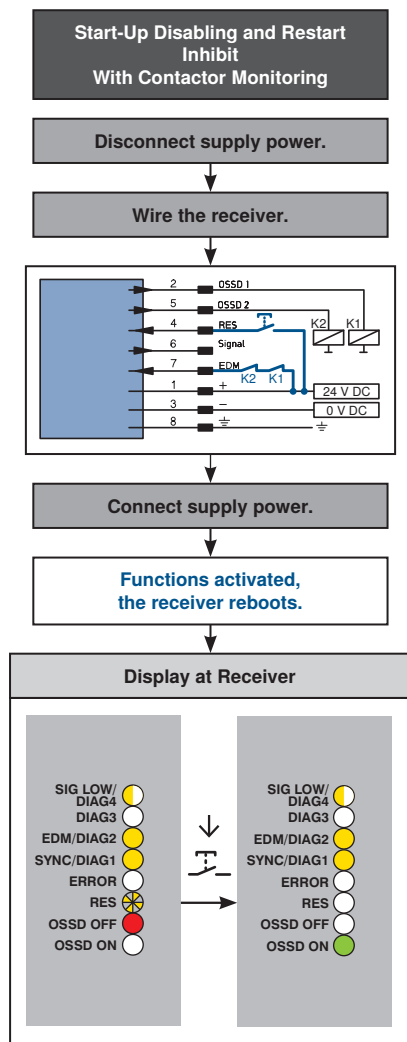 Start-Up Disabling and Restart
Inhibit
With Contactor Monitoring
Disconnect supply power.
Wire the receiver.
2 OSSD 1
5 OSSD 2
4 RES
K2 K1
6 Signal
7 EDM
K2 K1
1 + 24 V DC
3 – 0 V DC
8
Connect supply power.
Functions activated,
the receiver reboots.
Display at Receiver
SIG LOW/
DIAG4
DIAG3
EDM/DIAG2
SYNC/DIAG1
ERROR
RES
OSSD OFF
OSSD ON
SIG LOW/
DIAG4
DIAG3
EDM/DIAG2
SYNC/DIAG1
ERROR
RES
OSSD OFF
OSSD ON